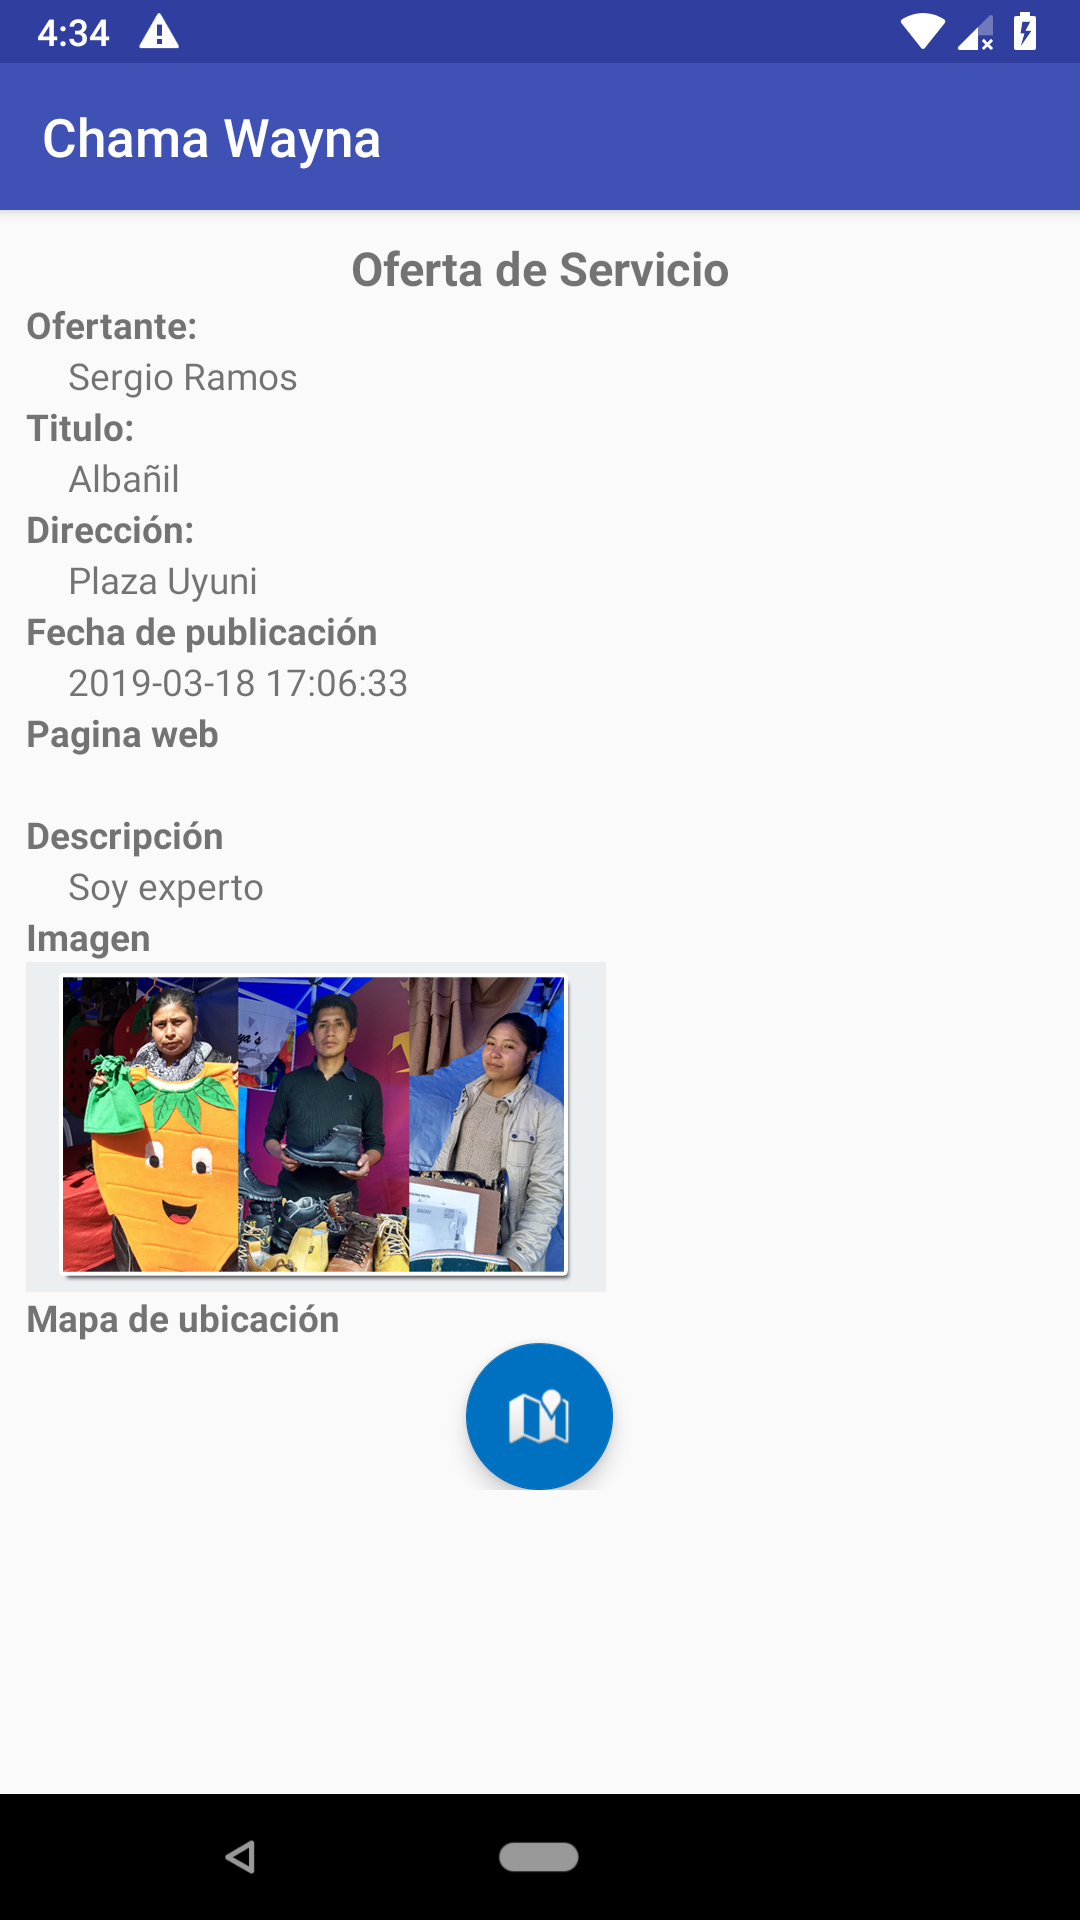 4:34
Chama Wayna
Oferta de Servicio
Ofertante:
Sergio Ramos
Titulo:
Albañil
Dirección:
Plaza Uyuni
Fecha de publicación
2019-03-18 17:06:33
Pagina web
Descripción
Soy experto
Imagen
Mapa de ubicación